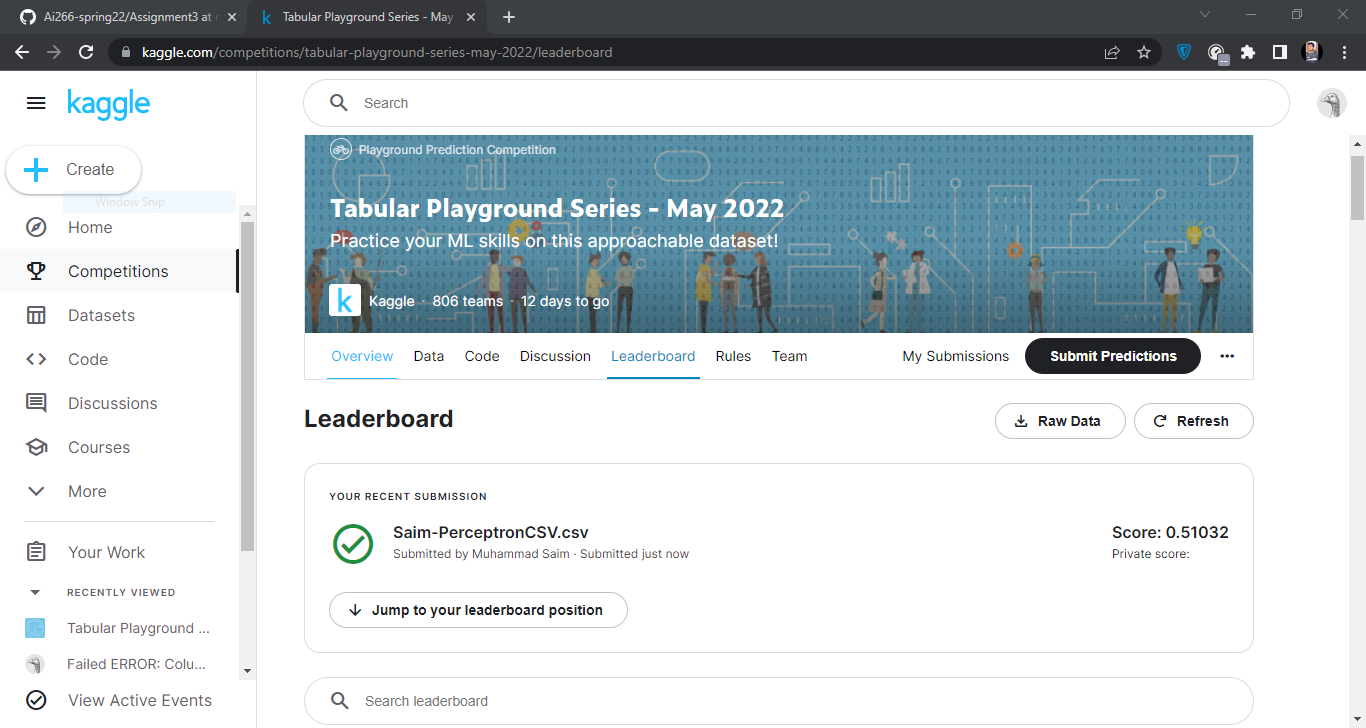 Ai266-spring22/Assignment3 at
Tabular Playground Series - May
kaggle.com/competitions/tabular-playground-series-may-2022/leaderboard
kaggle
Search
Create
Window Snip
Home
Competitions
Datasets
Code
Discussions
Courses
More
Your Work
RECENTLY VIEWED
Tabular Playground ...
Failed ERROR: Colu...
View Active Events
Playground Prediction Competition
Tabular Playground Series - May 2022
Practice your ML skills on this approachable dataset!
k Kaggle · 806 teams · 12 days to go
Overview Data Code Discussion Leaderboard Rules Team My Submissions Submit Predictions ...
Leaderboard
Raw Data Refresh
YOUR RECENT SUBMISSION
Saim-PerceptronCSV.csv Score: 0.51032
Submitted by Muhammad Saim · Submitted just now Private score:
Jump to your leaderboard position
Search leaderboard